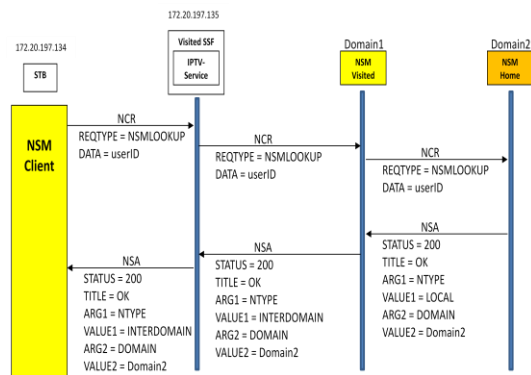 172.20.197.135
172.20.197.134
Visited SSF
Domain1
Domain2
STB
IPTV-
Service
NSM
Visited
NSM
Home
NSM
Client
NCR
REQTYPE = NSMLOOKUP
DATA = userID
NCR
REQTYPE = NSMLOOKUP
DATA = userID
NCR
REQTYPE = NSMLOOKUP
DATA = userID
NSA
STATUS = 200
TITLE = OK
ARG1 = NTYPE
VALUE1 = LOCAL
ARG2 = DOMAIN
VALUE2 = Domain2
NSA
STATUS = 200
TITLE = OK
ARG1 = NTYPE
VALUE1 = INTERDOMAIN
ARG2 = DOMAIN
VALUE2 = Domain2
NSA
STATUS = 200
TITLE = OK
ARG1 = NTYPE
VALUE1 = INTERDOMAIN
ARG2 = DOMAIN
VALUE2 = Domain2